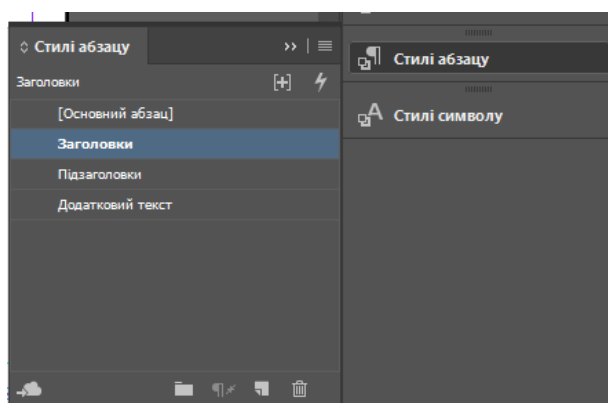 Стилі абзацу
Заголовки
[Основний абзац]
Заголовки
Підзаголовки
Додатковий текст
Стилі абзацу
Стилі символу